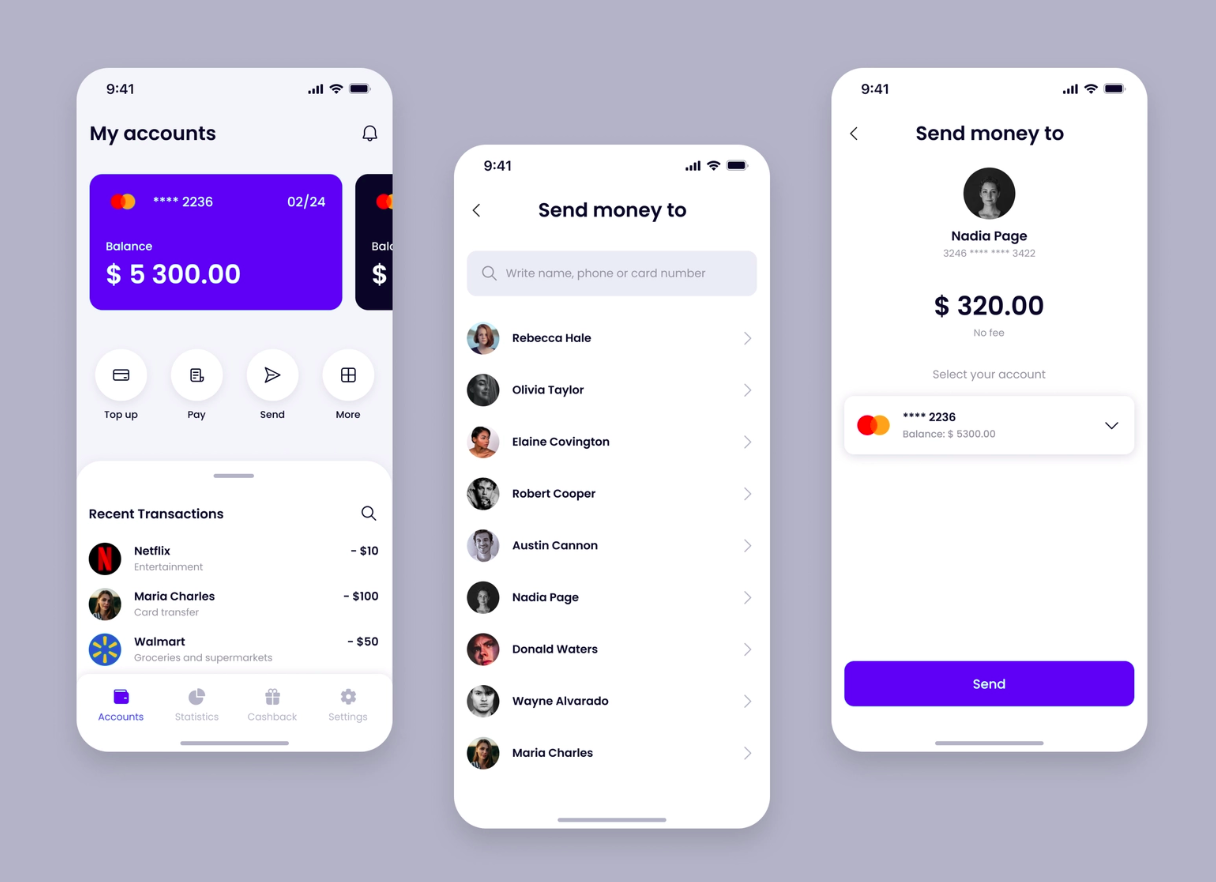 9:41
My accounts
**** 2236 02/24
Balance
$ 5 300.00
Bala
$
Top up Pay Send More
Recent Transactions
Netflix - $10
Entertainment
Maria Charles - $100
Card transfer
Walmart - $50
Groceries and supermarkets
Accounts Statistics Cashback Settings
9:41
Send money to
Write name, phone or card number
Rebecca Hale
Olivia Taylor
Elaine Covington
Robert Cooper
Austin Cannon
Nadia Page
Donald Waters
Wayne Alvarado
Maria Charles
9:41
Send money to
Nadia Page
3246 **** **** 3422
$ 320.00
No fee
Select your account
**** 2236
Balance: $ 5300.00
Send